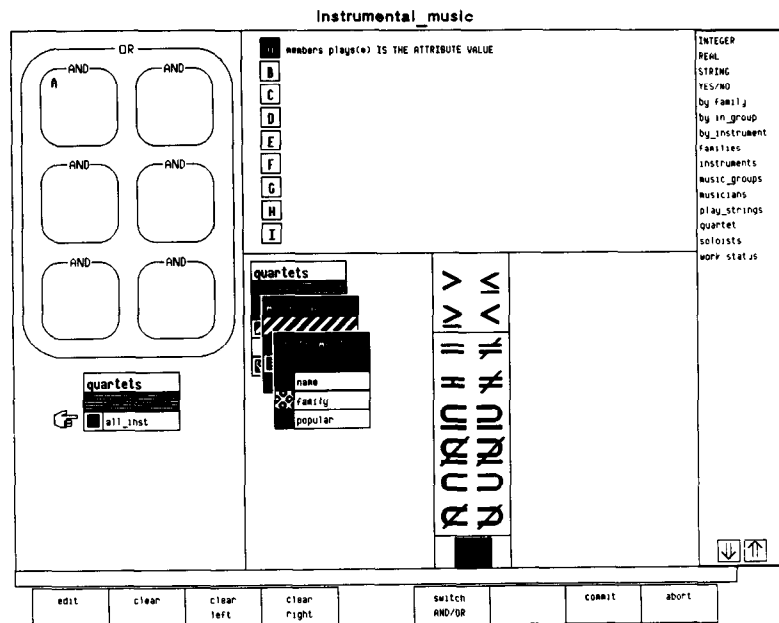 Instrumental_music
OR
AND
AND
A
AND
AND
AND
AND
quartets
all_inst
members plays(e) IS THE ATTRIBUTE VALUE
B
C
D
E
F
G
H
I
quartets
name
family
popular
> ≤
≥ <
INTEGER
REAL
STRING
YES/NO
by family
by in_group
by_instrument
families
instruments
music_groups
musicians
play_strings
quartet
soloists
work status
edit
clear
clear left
clear right
switch AND/OR
commit
abort